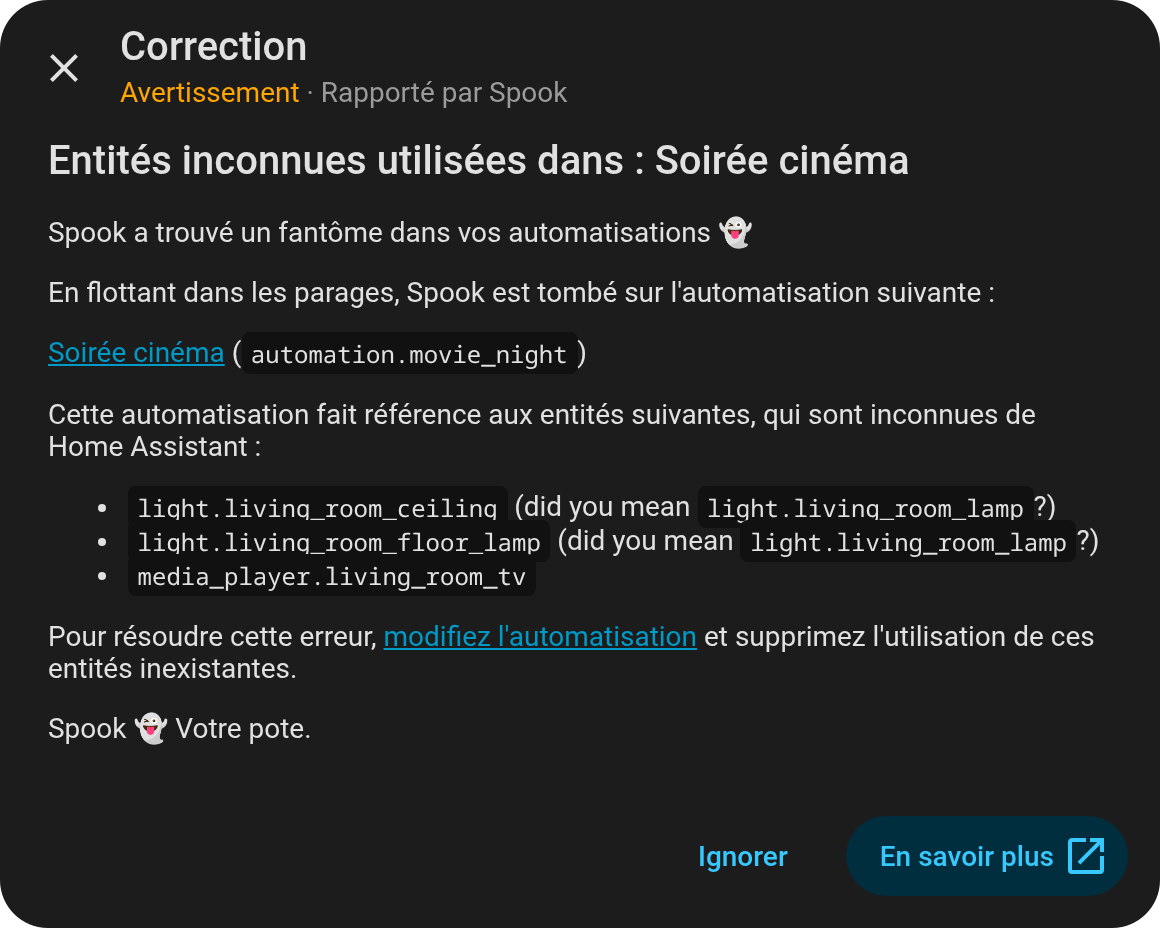 Correction
Avertissement · Rapporté par Spook
Entités inconnues utilisées dans : Soirée cinéma
Spook a trouvé un fantôme dans vos automatisations 👻
En flottant dans les parages, Spook est tombé sur l'automatisation suivante :
Soirée cinéma (automation.movie_night)
Cette automatisation fait référence aux entités suivantes, qui sont inconnues de
Home Assistant :
• light.living_room_ceiling (did you mean light.living_room_lamp?)
• light.living_room_floor_lamp (did you mean light.living_room_lamp?)
• media_player.living_room_tv
Pour résoudre cette erreur, modifiez l'automatisation et supprimez l'utilisation de ces
entités inexistantes.
Spook 👻 Votre pote.
Ignorer
En savoir plus